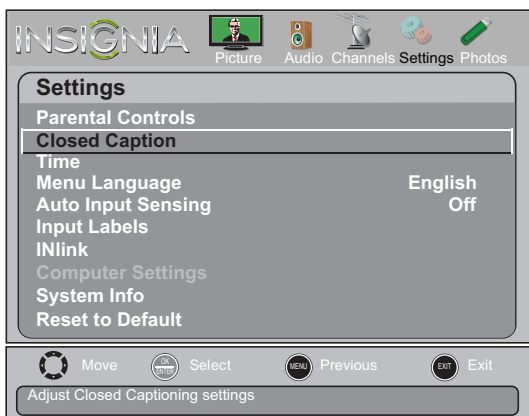 INSIGNIA
Picture Audio Channels Settings Photos
Settings
Parental Controls
Closed Caption
Time
Menu Language English
Auto Input Sensing Off
Input Labels
INlink
Computer Settings
System Info
Reset to Default
Move OK ENTER Select MENU Previous EXIT Exit
Adjust Closed Captioning settings